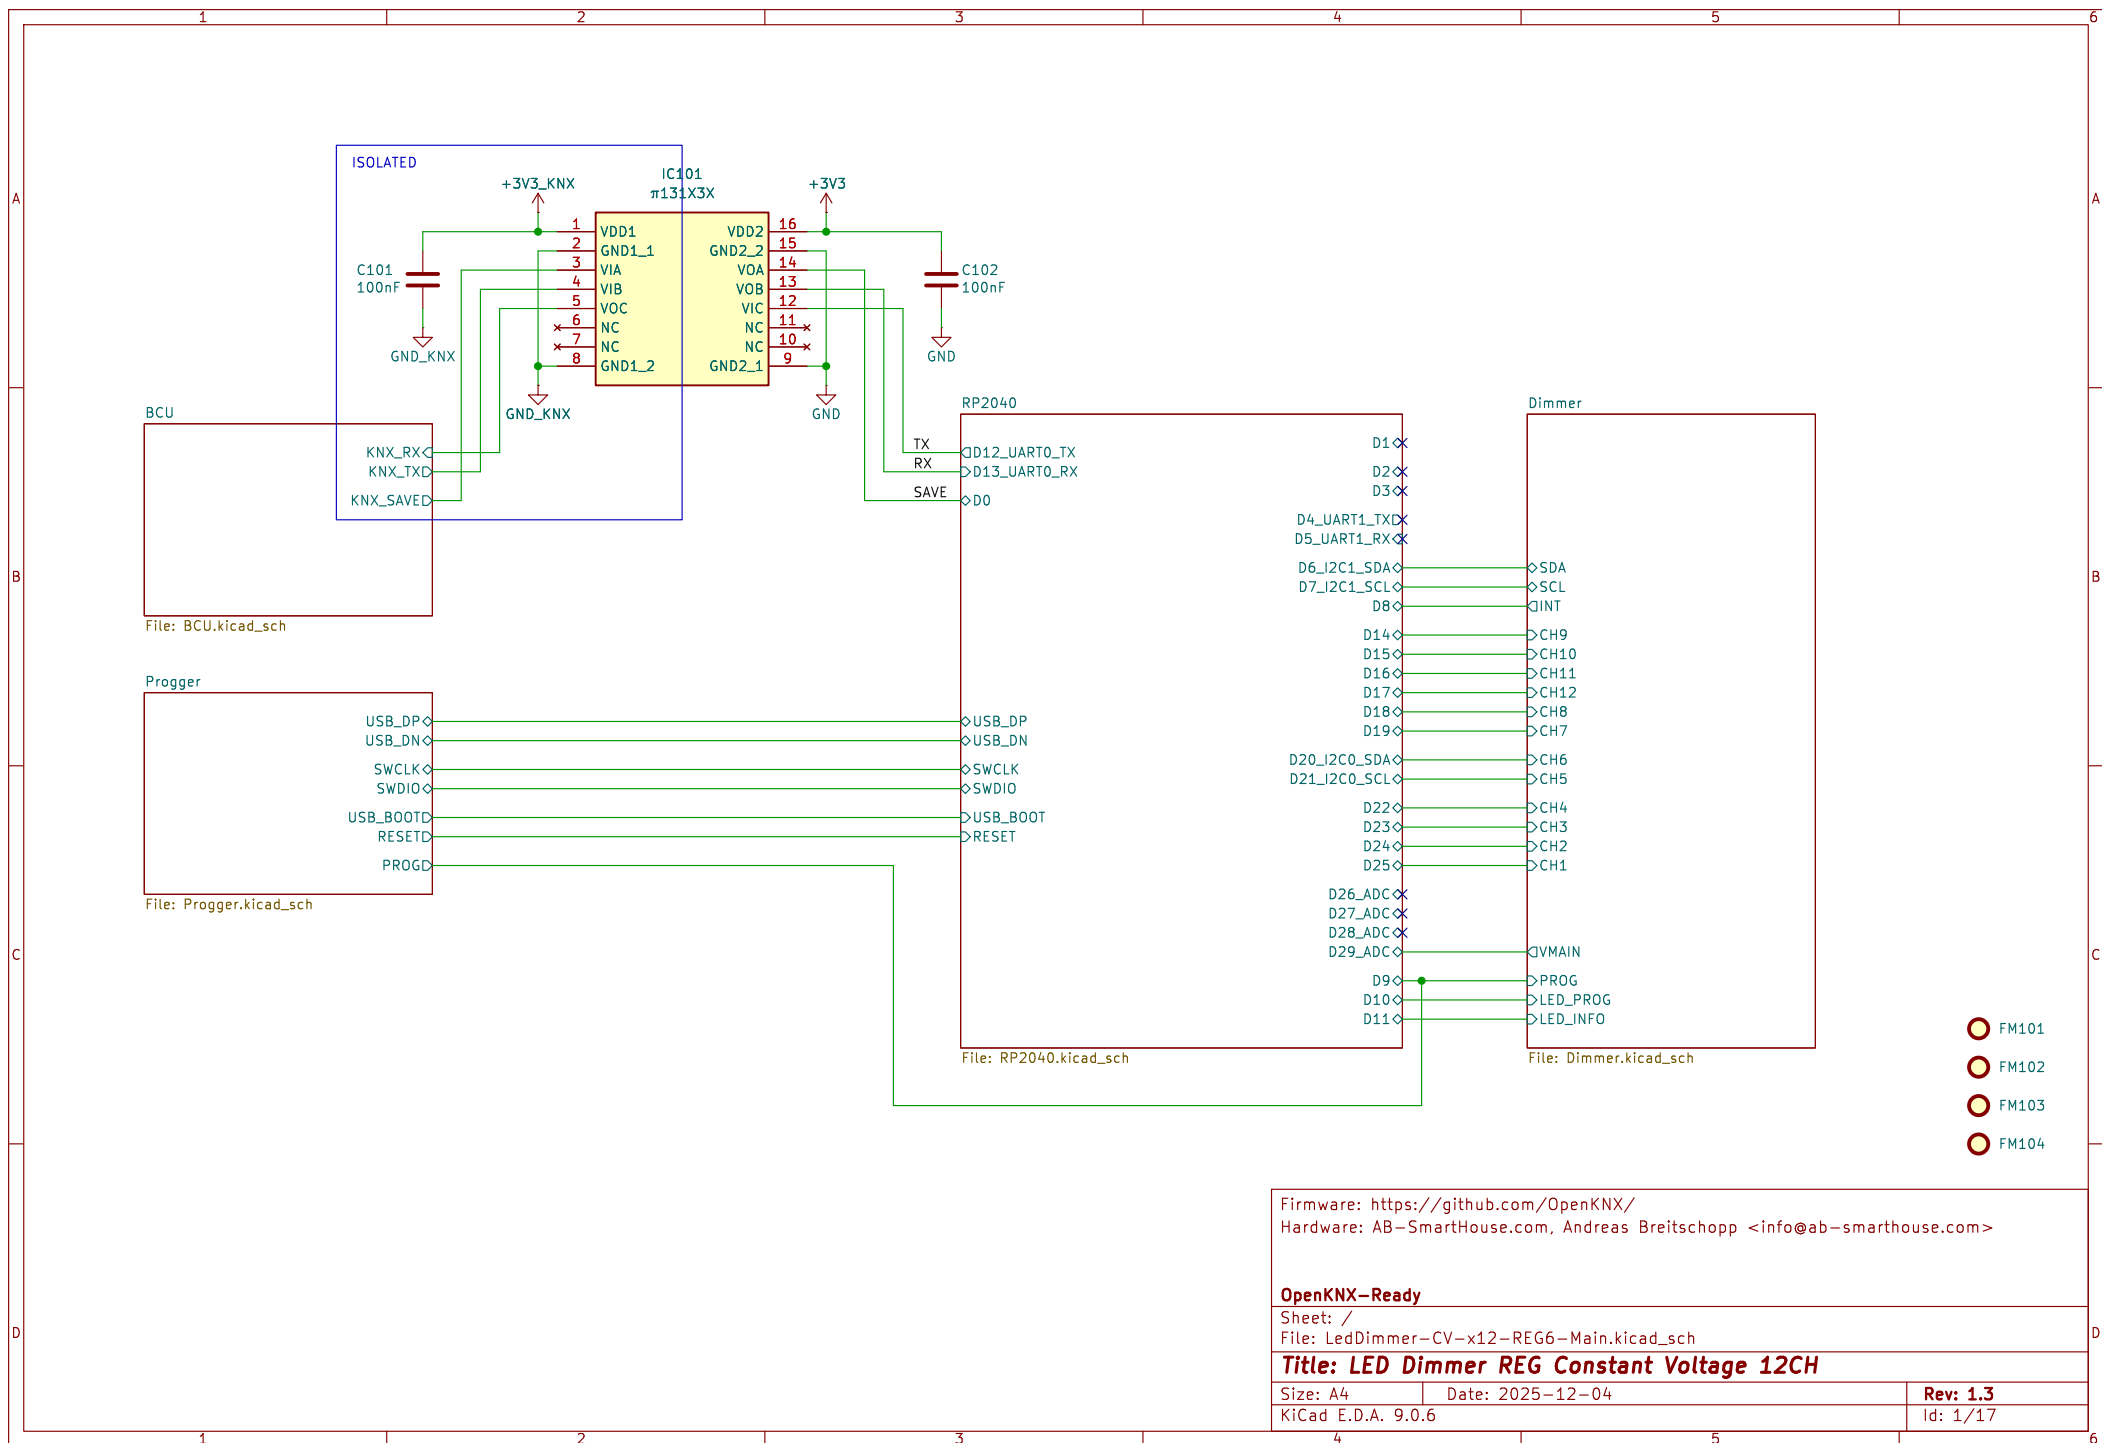 1 2 3 4 5 6
A A
B B
C C
D D
ISOLATED
+3V3_KNX
IC101
π131X3X
+3V3
1 VDD1 VDD2 16
2 GND1_1 GND2_2 15
3 VIA VOA 14
4 VIB VOB 13
5 VOC VIC 12
6 NC NC 11
7 NC NC 10
8 GND1_2 GND2_1 9
C101
100nF
GND_KNX
GND_KNX
C102
100nF
GND
GND
BCU
KNX_RX
KNX_TX
KNX_SAVE
File: BCU.kicad_sch
Progger
USB_DP
USB_DN
SWCLK
SWDIO
USB_BOOT
RESET
PROG
File: Progger.kicad_sch
TX
RX
SAVE
RP2040
D12_UART0_TX
D13_UART0_RX
D0
USB_DP
USB_DN
SWCLK
SWDIO
USB_BOOT
RESET
D1
D2
D3
D4_UART1_TX
D5_UART1_RX
D6_I2C1_SDA
D7_I2C1_SCL
D8
D14
D15
D16
D17
D18
D19
D20_I2C0_SDA
D21_I2C0_SCL
D22
D23
D24
D25
D26_ADC
D27_ADC
D28_ADC
D29_ADC
D9
D10
D11
File: RP2040.kicad_sch
Dimmer
SDA
SCL
INT
CH9
CH10
CH11
CH12
CH8
CH7
CH6
CH5
CH4
CH3
CH2
CH1
VMAIN
PROG
LED_PROG
LED_INFO
File: Dimmer.kicad_sch
FM101
FM102
FM103
FM104
Firmware: https://github.com/OpenKNX/
Hardware: AB-SmartHouse.com, Andreas Breitschopp <info@ab-smarthouse.com>
OpenKNX-Ready
Sheet: /
File: LedDimmer-CV-x12-REG6-Main.kicad_sch
Title: LED Dimmer REG Constant Voltage 12CH
Size: A4 Date: 2025-12-04 Rev: 1.3
KiCad E.D.A. 9.0.6 Id: 1/17
1 2 3 4 5 6